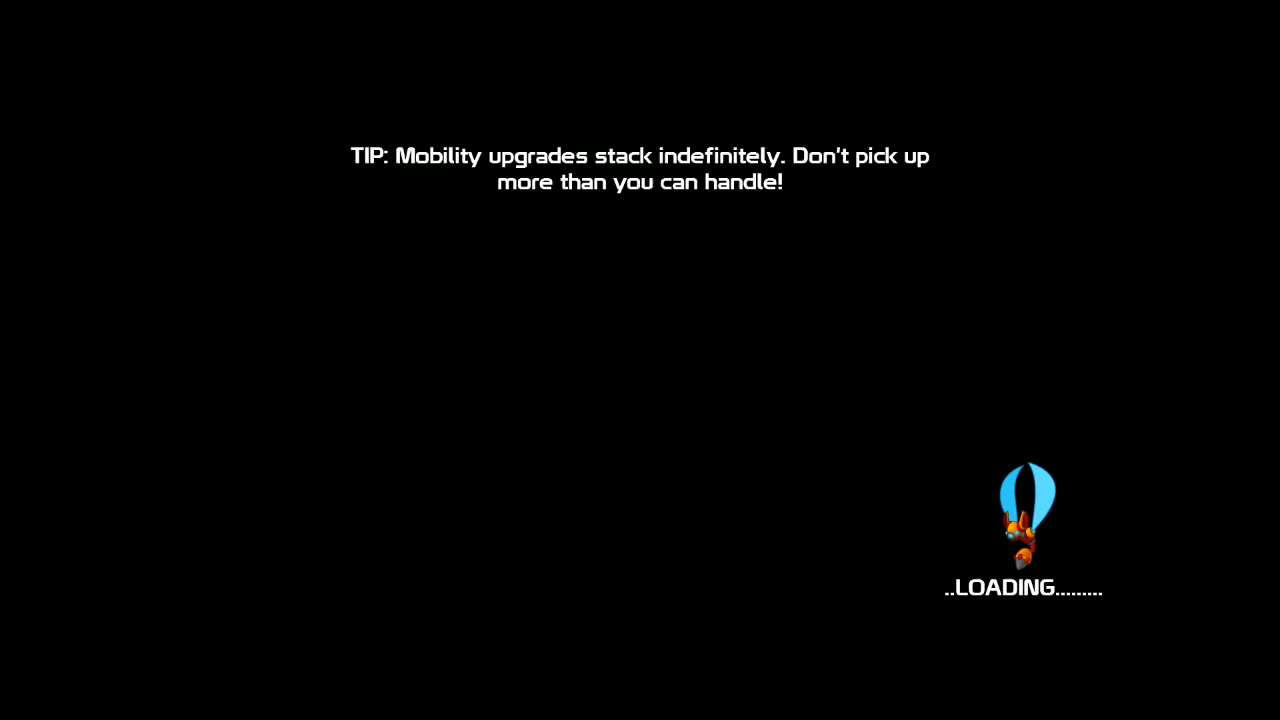 TIP: Mobility upgrades stack indefinitely. Don't pick up
more than you can handle!
..LOADING.........